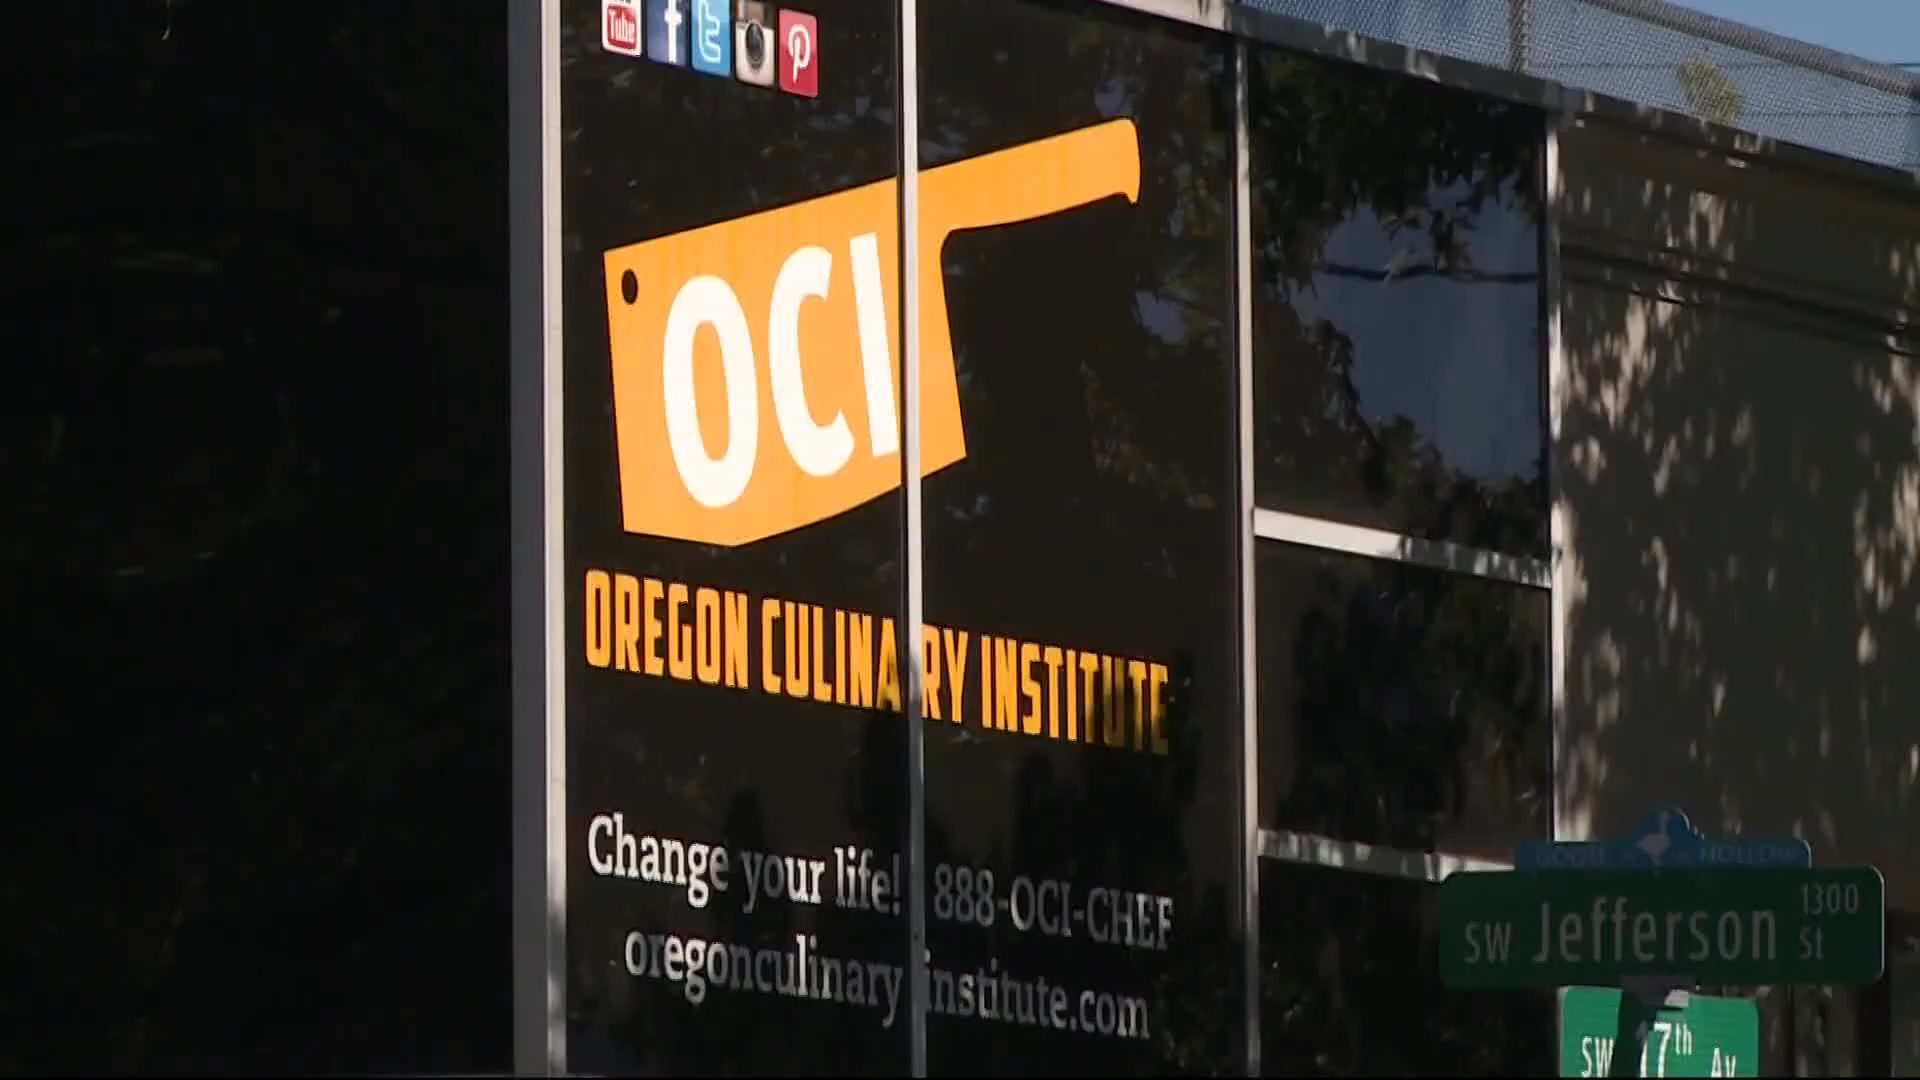 Tube f t P
OCI
OREGON CULINARY INSTITUTE
Change your life! 888-OCI-CHEF
oregonculinaryinstitute.com
GOOSE HOLLOW
SW Jefferson St 1300
SW 17th Av